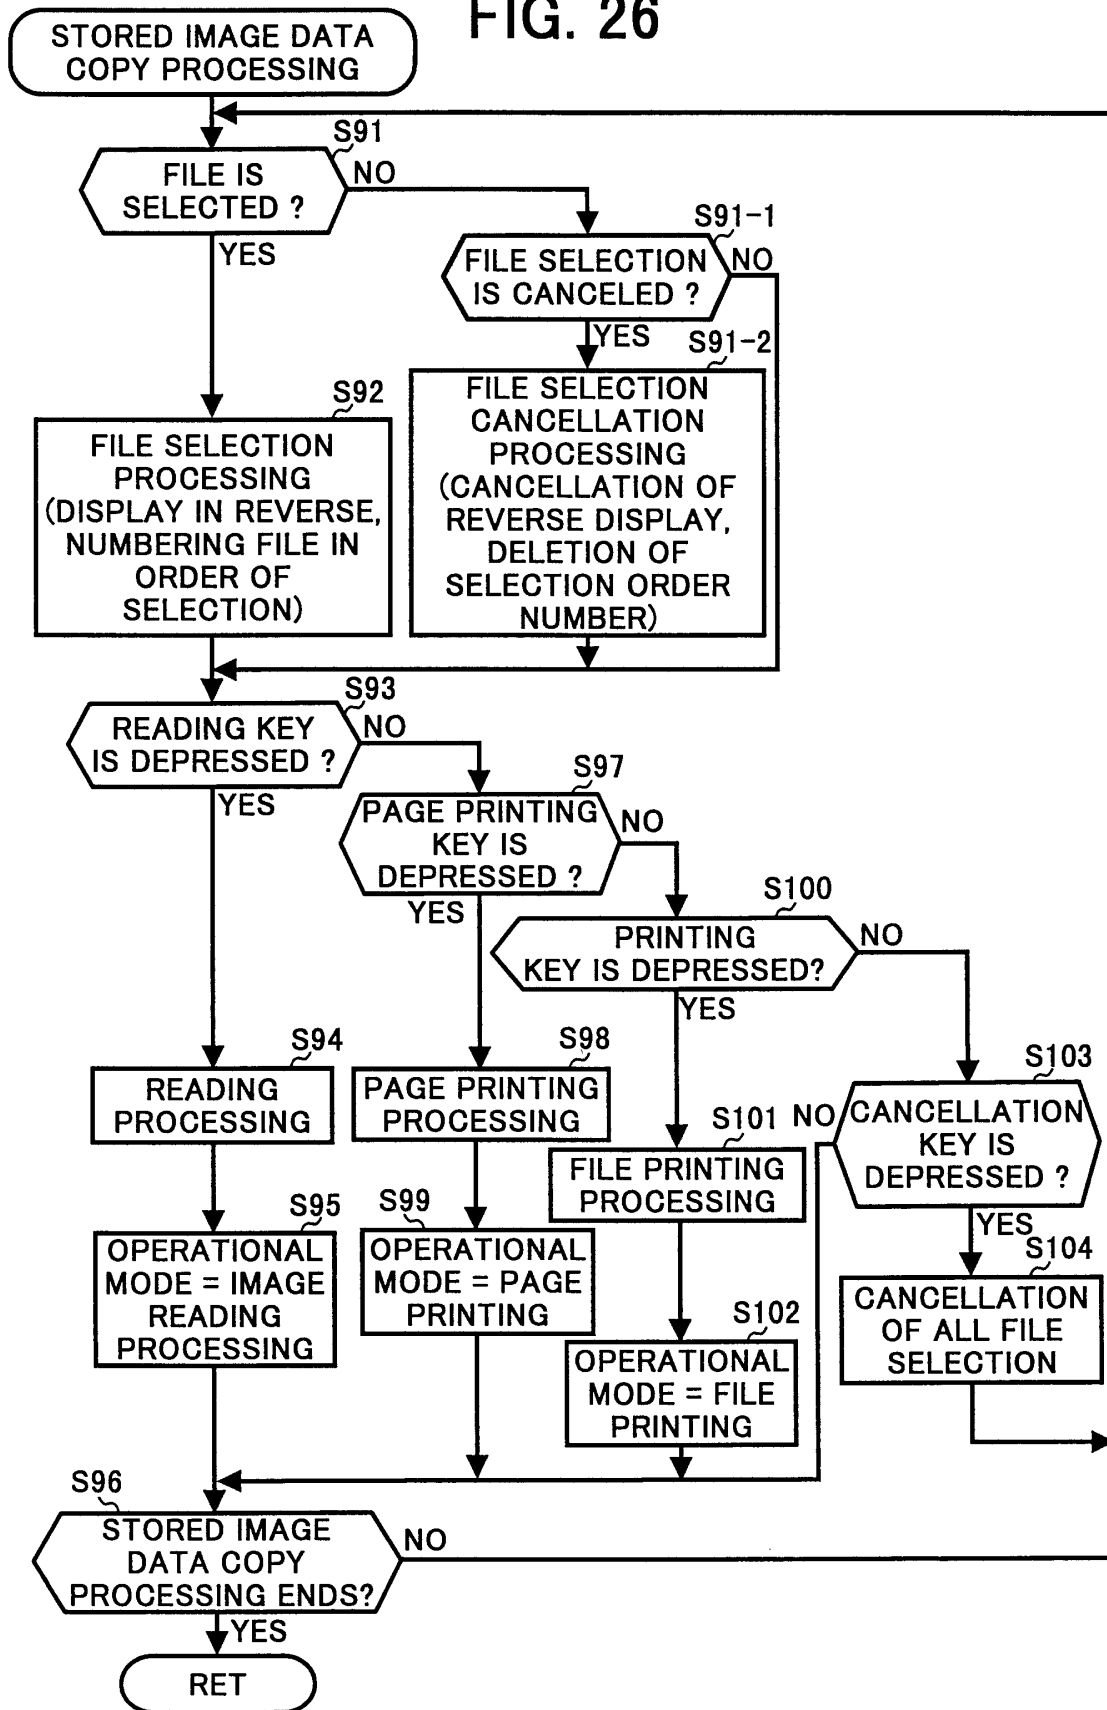 FIG. 26
STORED IMAGE DATA
COPY PROCESSING
S91
FILE IS
SELECTED ?
NO
YES
S91-1
FILE SELECTION
IS CANCELED ?
NO
YES
S91-2
FILE SELECTION
CANCELLATION
PROCESSING
(CANCELLATION OF
REVERSE DISPLAY,
DELETION OF
SELECTION ORDER
NUMBER)
S92
FILE SELECTION
PROCESSING
(DISPLAY IN REVERSE,
NUMBERING FILE IN
ORDER OF
SELECTION)
S93
READING KEY
IS DEPRESSED ?
NO
YES
S97
PAGE PRINTING
KEY IS
DEPRESSED ?
NO
YES
S100
PRINTING
KEY IS DEPRESSED?
NO
YES
S94
READING
PROCESSING
S98
PAGE PRINTING
PROCESSING
S101
FILE PRINTING
PROCESSING
S103
CANCELLATION
KEY IS
DEPRESSED ?
NO
YES
S95
OPERATIONAL
MODE = IMAGE
READING
PROCESSING
S99
OPERATIONAL
MODE = PAGE
PRINTING
S102
OPERATIONAL
MODE = FILE
PRINTING
S104
CANCELLATION
OF ALL FILE
SELECTION
S96
STORED IMAGE
DATA COPY
PROCESSING ENDS?
NO
YES
RET